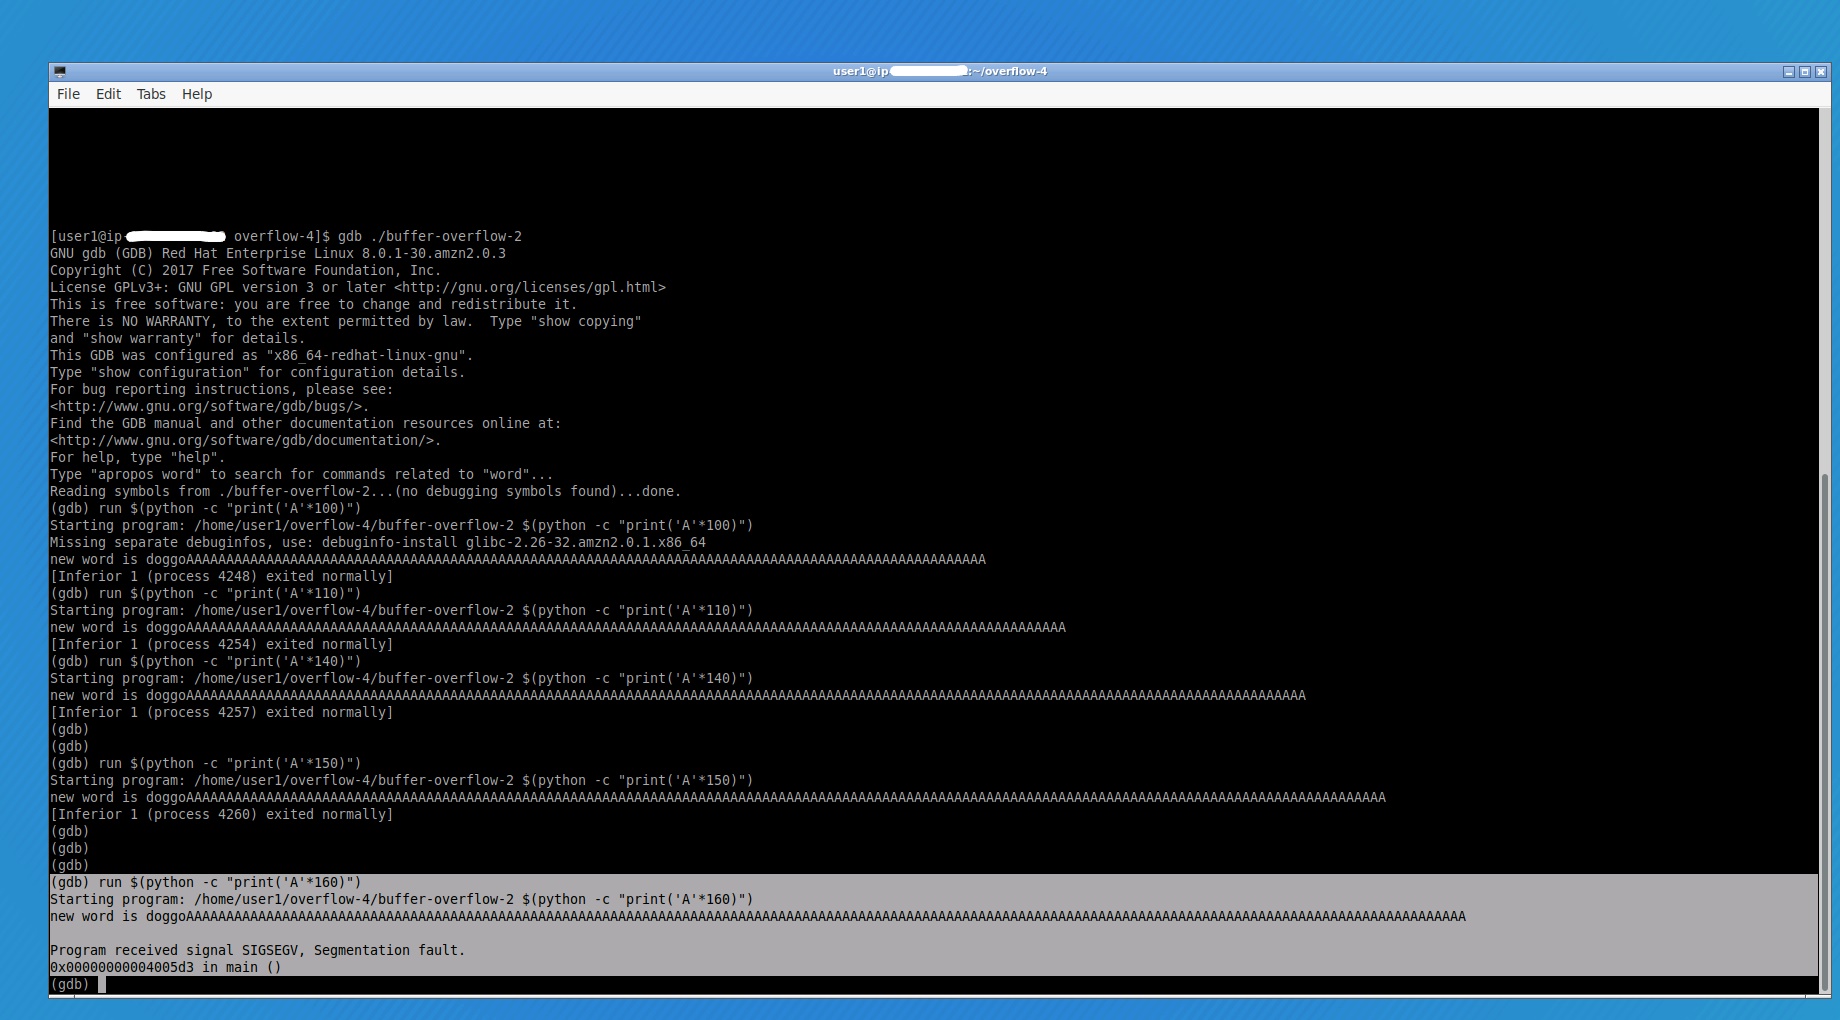 user1@ip :~/overflow-4
File Edit Tabs Help
[user1@ip- overflow-4]$ gdb ./buffer-overflow-2
GNU gdb (GDB) Red Hat Enterprise Linux 8.0.1-30.amzn2.0.3
Copyright (C) 2017 Free Software Foundation, Inc.
License GPLv3+: GNU GPL version 3 or later <http://gnu.org/licenses/gpl.html>
This is free software: you are free to change and redistribute it.
There is NO WARRANTY, to the extent permitted by law.  Type "show copying"
and "show warranty" for details.
This GDB was configured as "x86_64-redhat-linux-gnu".
Type "show configuration" for configuration details.
For bug reporting instructions, please see:
<http://www.gnu.org/software/gdb/bugs/>.
Find the GDB manual and other documentation resources online at:
<http://www.gnu.org/software/gdb/documentation/>.
For help, type "help".
Type "apropos word" to search for commands related to "word"...
Reading symbols from ./buffer-overflow-2...(no debugging symbols found)...done.
(gdb) run $(python -c "print('A'*100)")
Starting program: /home/user1/overflow-4/buffer-overflow-2 $(python -c "print('A'*100)")
Missing separate debuginfos, use: debuginfo-install glibc-2.26-32.amzn2.0.1.x86_64
new word is doggoAAAAAAAAAAAAAAAAAAAAAAAAAAAAAAAAAAAAAAAAAAAAAAAAAAAAAAAAAAAAAAAAAAAAAAAAAAAAAAAAAAAAAAAAAAAAAAAAAAAA
[Inferior 1 (process 4248) exited normally]
(gdb) run $(python -c "print('A'*110)")
Starting program: /home/user1/overflow-4/buffer-overflow-2 $(python -c "print('A'*110)")
new word is doggoAAAAAAAAAAAAAAAAAAAAAAAAAAAAAAAAAAAAAAAAAAAAAAAAAAAAAAAAAAAAAAAAAAAAAAAAAAAAAAAAAAAAAAAAAAAAAAAAAAAAAAAAAAAAAA
[Inferior 1 (process 4254) exited normally]
(gdb) run $(python -c "print('A'*140)")
Starting program: /home/user1/overflow-4/buffer-overflow-2 $(python -c "print('A'*140)")
new word is doggoAAAAAAAAAAAAAAAAAAAAAAAAAAAAAAAAAAAAAAAAAAAAAAAAAAAAAAAAAAAAAAAAAAAAAAAAAAAAAAAAAAAAAAAAAAAAAAAAAAAAAAAAAAAAAAAAAAAAAAAAAAAAAAAAAAAAAAAAAAAA
[Inferior 1 (process 4257) exited normally]
(gdb)
(gdb)
(gdb) run $(python -c "print('A'*150)")
Starting program: /home/user1/overflow-4/buffer-overflow-2 $(python -c "print('A'*150)")
new word is doggoAAAAAAAAAAAAAAAAAAAAAAAAAAAAAAAAAAAAAAAAAAAAAAAAAAAAAAAAAAAAAAAAAAAAAAAAAAAAAAAAAAAAAAAAAAAAAAAAAAAAAAAAAAAAAAAAAAAAAAAAAAAAAAAAAAAAAAAAAAAAAAAAAAAAAA
[Inferior 1 (process 4260) exited normally]
(gdb)
(gdb)
(gdb)
(gdb) run $(python -c "print('A'*160)")
Starting program: /home/user1/overflow-4/buffer-overflow-2 $(python -c "print('A'*160)")
new word is doggoAAAAAAAAAAAAAAAAAAAAAAAAAAAAAAAAAAAAAAAAAAAAAAAAAAAAAAAAAAAAAAAAAAAAAAAAAAAAAAAAAAAAAAAAAAAAAAAAAAAAAAAAAAAAAAAAAAAAAAAAAAAAAAAAAAAAAAAAAAAAAAAAAAAAAAAAAAAAAAAA
Program received signal SIGSEGV, Segmentation fault.
0x00000000004005d3 in main ()
(gdb)